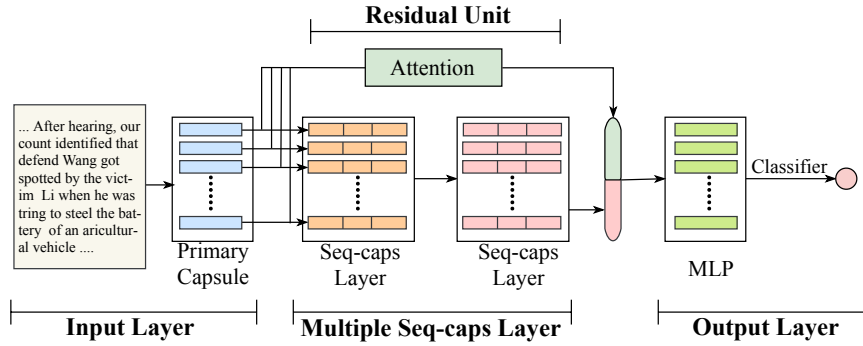 Residual Unit
Attention
... After hearing, our
count identified that
defend Wang got
spotted by the vict-
im Li when he was
tring to steel the bat-
tery of an aricultur-
al vehicle ....
Primary
Capsule
Seq-caps
Layer
Seq-caps
Layer
MLP
Classifier
Input Layer
Multiple Seq-caps Layer
Output Layer